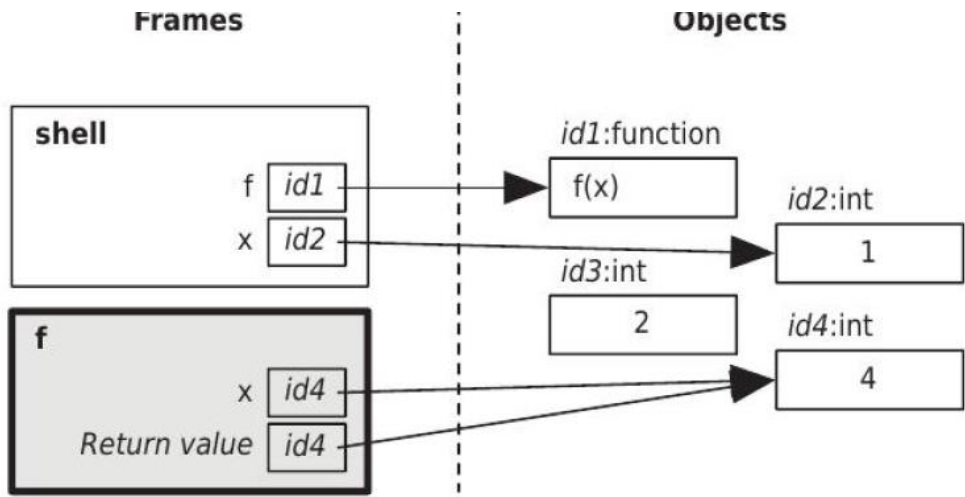 Frames
Objects
shell
id1:function
f id1
f(x)
id2:int
x id2
1
id3:int
2
f
id4:int
x id4
4
Return value id4